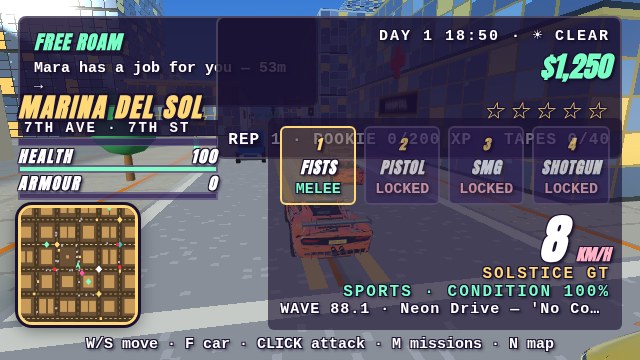 FREE ROAM
Mara has a job for you — 53m
→
DAY 1 18:50 · ☀ CLEAR
$1,250
☆ ☆ ☆ ☆ ☆
MARINA DEL SOL
7TH AVE · 7TH ST
REP 1 · ROOKIE 0/200 XP · TAPES 0/40
HEALTH 100
ARMOUR 0
1 2 3 4
FISTS PISTOL SMG SHOTGUN
MELEE LOCKED LOCKED LOCKED
8 KM/H
SOLSTICE GT
SPORTS · CONDITION 100%
WAVE 88.1 · Neon Drive — 'No Co…
W/S move · F car · CLICK attack · M missions · N map